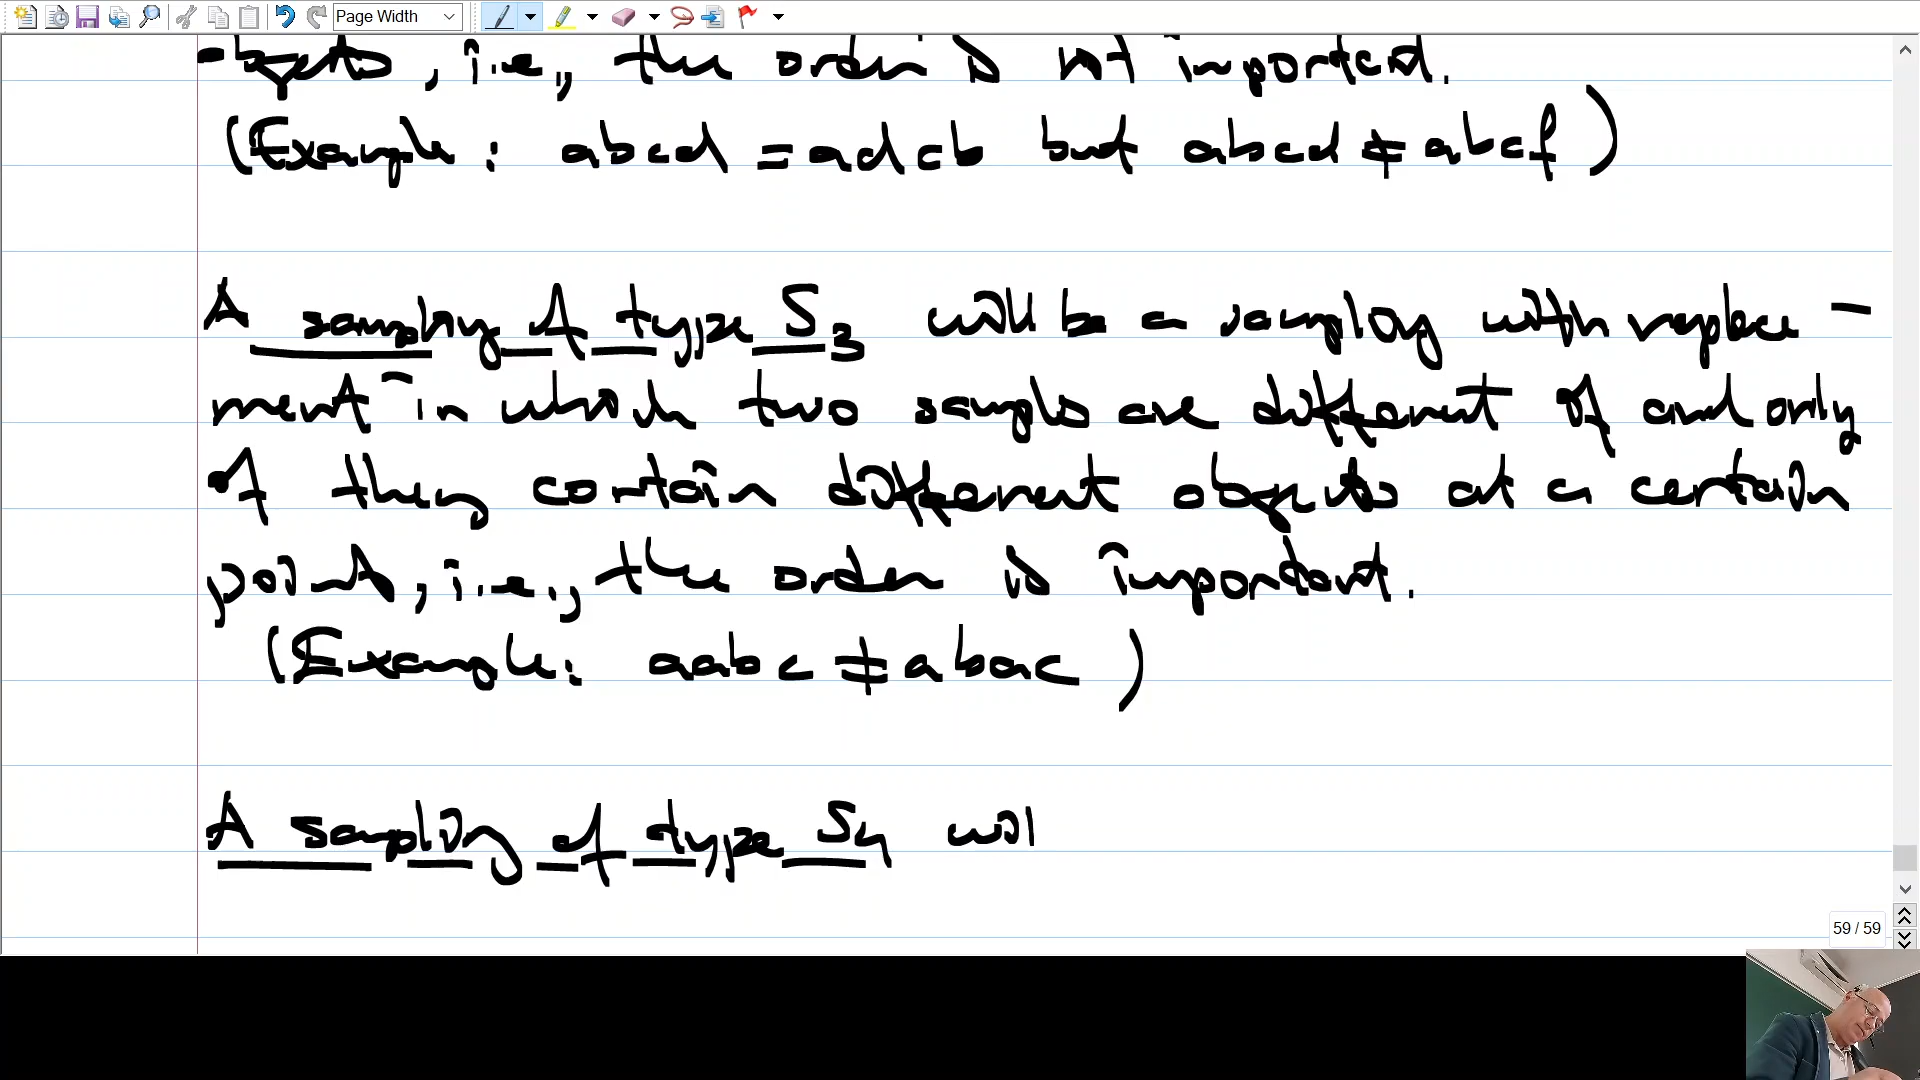 Page Width
objects, i.e., the order is not important.
(Example: abcd = adcb but abcd ≠ abcf)
A sampling of type S3 will be a sampling with replace-
ment in which two samples are different if and only
if they contain different objects at a certain
point, i.e., the order is important.
(Example: aabc ≠ abac)
A sampling of type S4 will
59 / 59